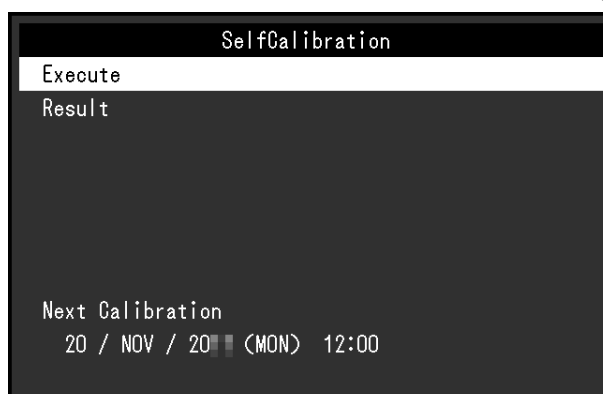 SelfCalibration
Execute
Result
Next Calibration
20 / NOV / 20 (MON) 12:00